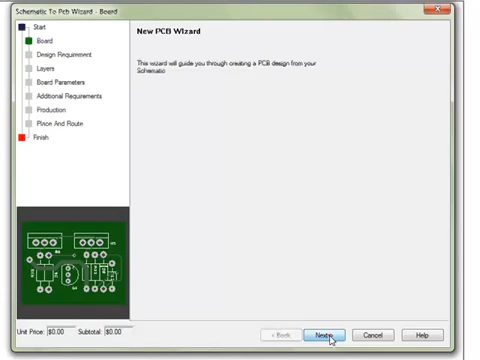 Schematic To Pcb Wizard - Board
Start
Board
Design Requirement
Layers
Board Parameters
Additional Requirements
Production
Place And Route
Finish
New PCB Wizard
This wizard will guide you through creating a PCB design from your
Schematic
Unit Price: $0.00 Subtotal: $0.00
< Back Next > Cancel Help